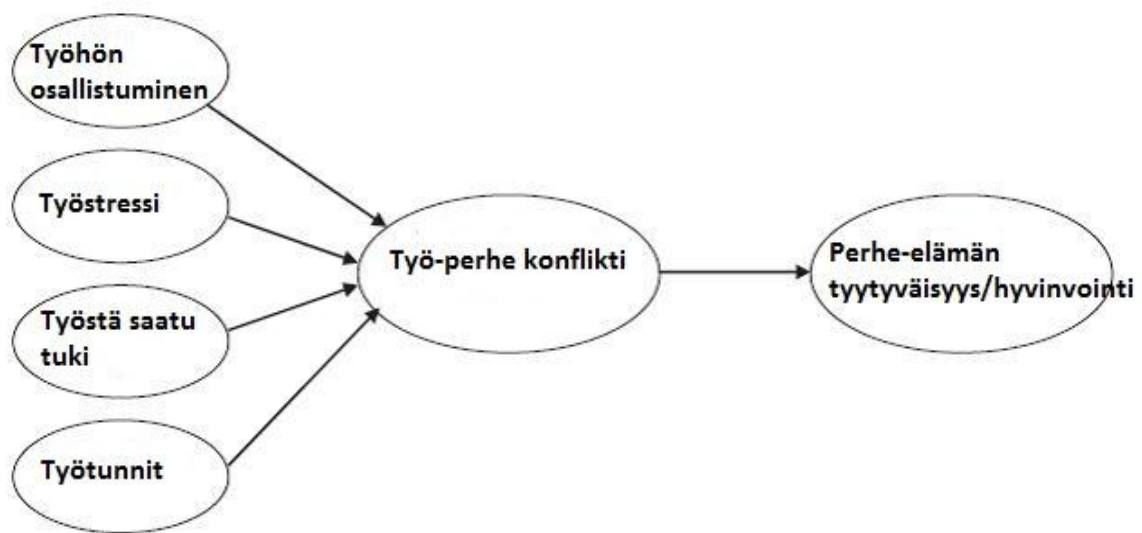 Työhön
osallistuminen
Työstressi
Työstä saatu
tuki
Työtunnit
Työ-perhe konflikti
Perhe-elämän
tyytyväisyys/hyvinvointi